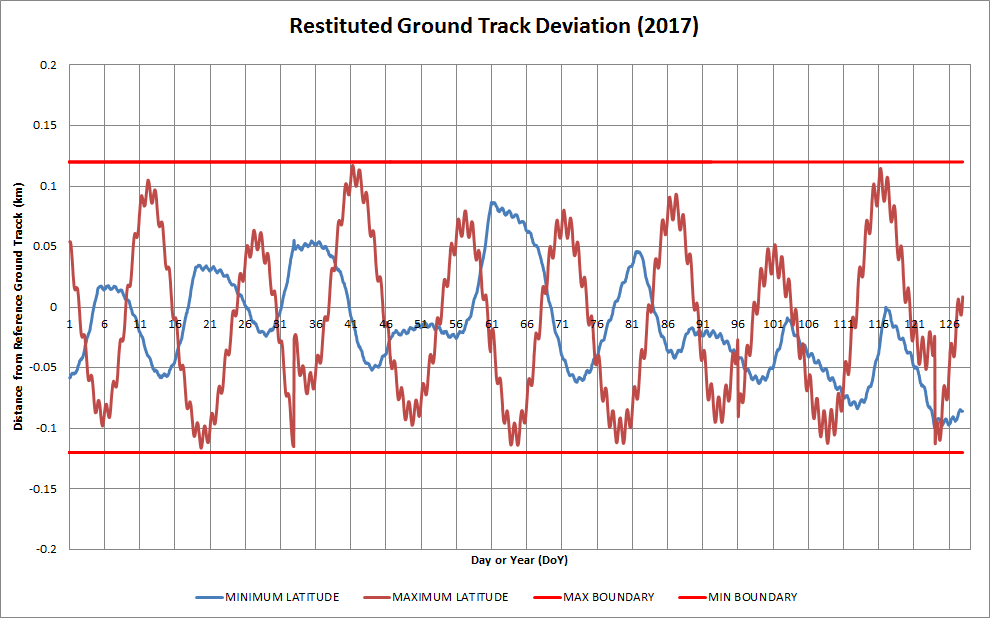 Restituted Ground Track Deviation (2017)
0.2
0.15
0.1
0.05
0
-0.05
-0.1
-0.15
-0.2
Distance from Reference Ground Tracck (km)
1 6 11 16 21 26 31 36 41 46 51 56 61 66 71 76 81 86 91 96 101 106 111 116 121 126
Day or Year (DoY)
MINIMUM LATITUDE MAXIMUM LATITUDE MAX BOUNDARY MIN BOUNDARY